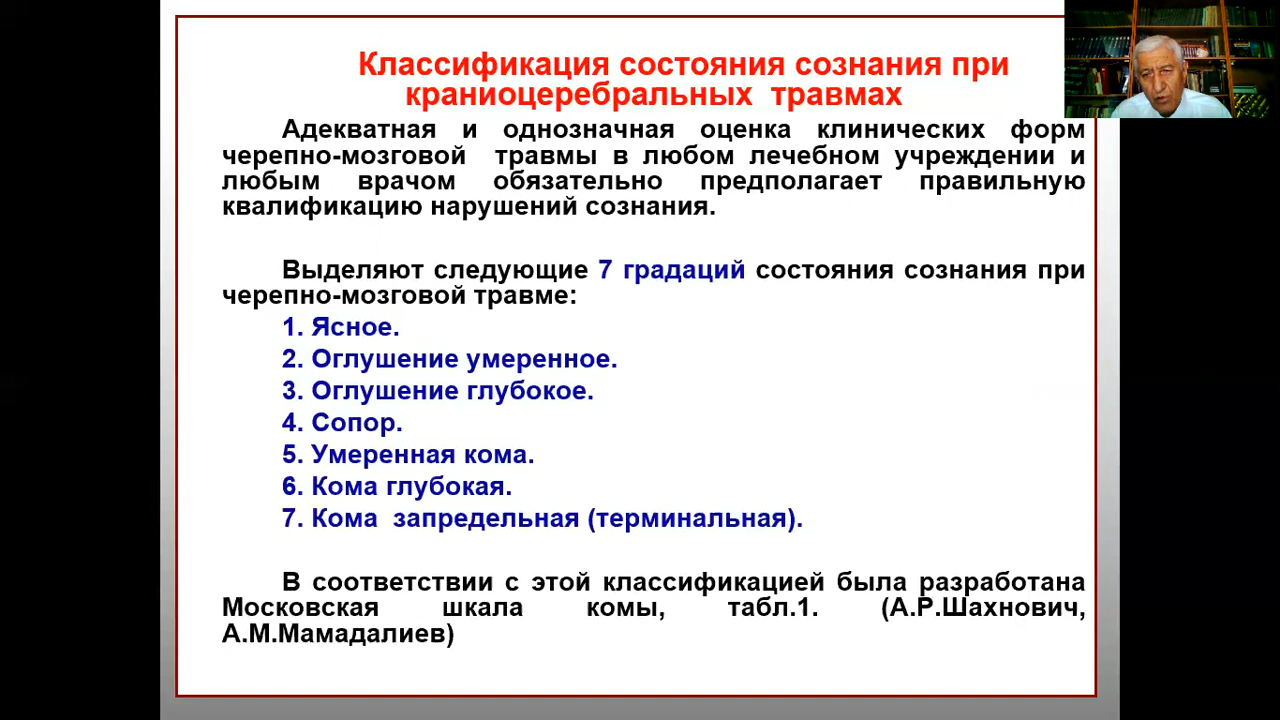 Классификация состояния сознания при
краниоцеребральных травмах
Адекватная и однозначная оценка клинических форм
черепно-мозговой травмы в любом лечебном учреждении и
любым врачом обязательно предполагает правильную
квалификацию нарушений сознания.
Выделяют следующие 7 градаций состояния сознания при
черепно-мозговой травме:
1. Ясное.
2. Оглушение умеренное.
3. Оглушение глубокое.
4. Сопор.
5. Умеренная кома.
6. Кома глубокая.
7. Кома запредельная (терминальная).
В соответствии с этой классификацией была разработана
Московская шкала комы, табл.1. (А.Р.Шахнович,
А.М.Мамадалиев)